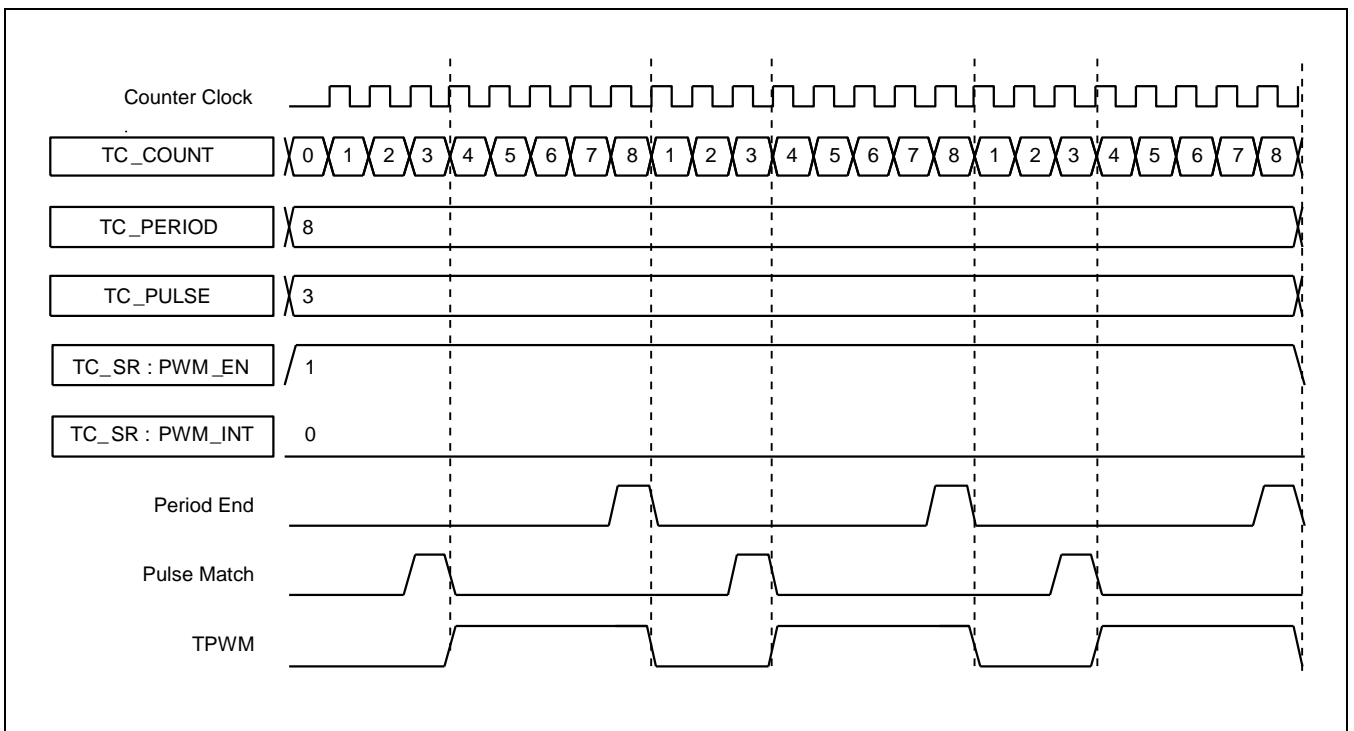 Counter Clock
TC_COUNT 0 1 2 3 4 5 6 7 8 1 2 3 4 5 6 7 8 1 2 3 4 5 6 7 8
TC_PERIOD 8
TC_PULSE 3
TC_SR : PWM_EN 1
TC_SR : PWM_INT 0
Period End
Pulse Match
TPWM